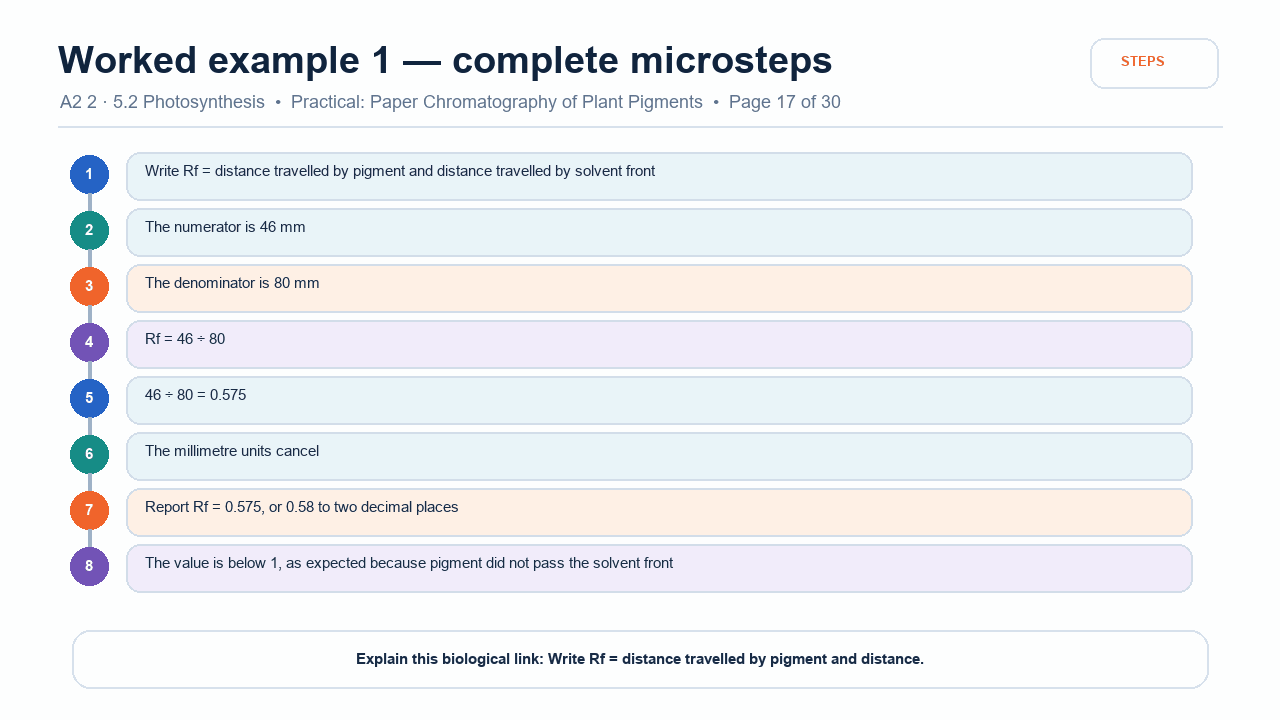 Worked example 1 — complete microsteps
STEPS
A2 2 · 5.2 Photosynthesis • Practical: Paper Chromatography of Plant Pigments • Page 17 of 30
1 Write Rf = distance travelled by pigment and distance travelled by solvent front
2 The numerator is 46 mm
3 The denominator is 80 mm
4 Rf = 46 ÷ 80
5 46 ÷ 80 = 0.575
6 The millimetre units cancel
7 Report Rf = 0.575, or 0.58 to two decimal places
8 The value is below 1, as expected because pigment did not pass the solvent front
Explain this biological link: Write Rf = distance travelled by pigment and distance.